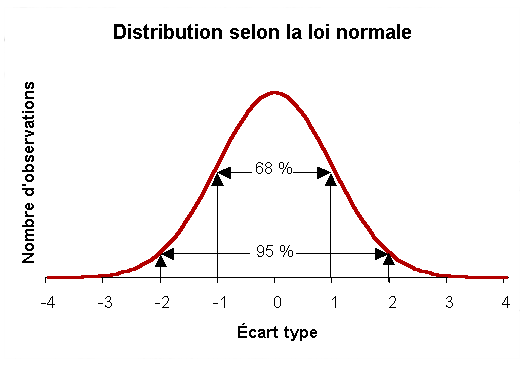 Distribution selon la loi normale
Nombre d'observations
68 %
95 %
-4 -3 -2 -1 0 1 2 3 4
Écart type